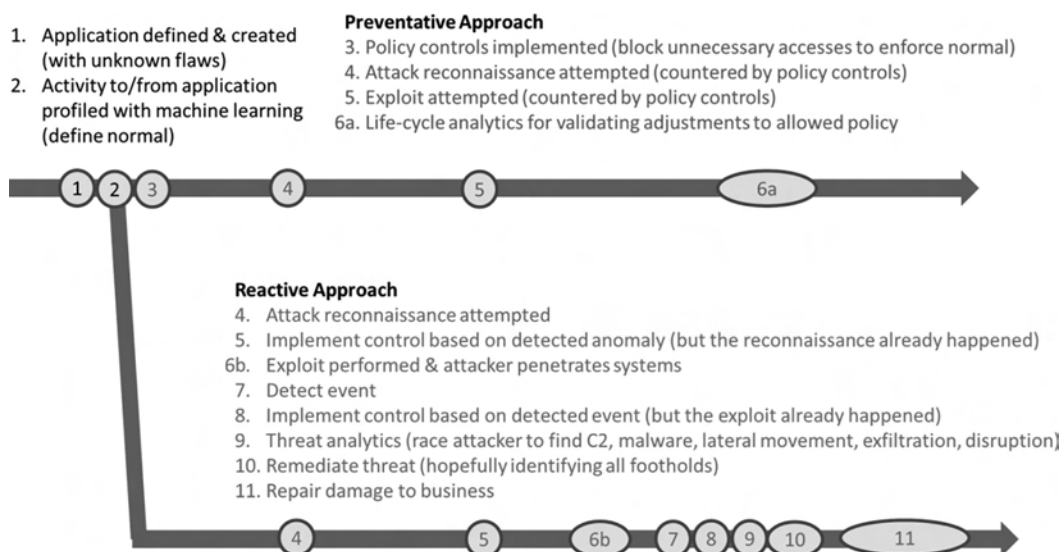 1. Application defined & created
(with unknown flaws)
2. Activity to/from application
profiled with machine learning
(define normal)
Preventative Approach
3. Policy controls implemented (block unnecessary accesses to enforce normal)
4. Attack reconnaissance attempted (countered by policy controls)
5. Exploit attempted (countered by policy controls)
6a. Life-cycle analytics for validating adjustments to allowed policy
1 2 3 4 5 6a
Reactive Approach
4. Attack reconnaissance attempted
5. Implement control based on detected anomaly (but the reconnaissance already happened)
6b. Exploit performed & attacker penetrates systems
7. Detect event
8. Implement control based on detected event (but the exploit already happened)
9. Threat analytics (race attacker to find C2, malware, lateral movement, exfiltration, disruption)
10. Remediate threat (hopefully identifying all footholds)
11. Repair damage to business
4 5 6b 7 8 9 10 11